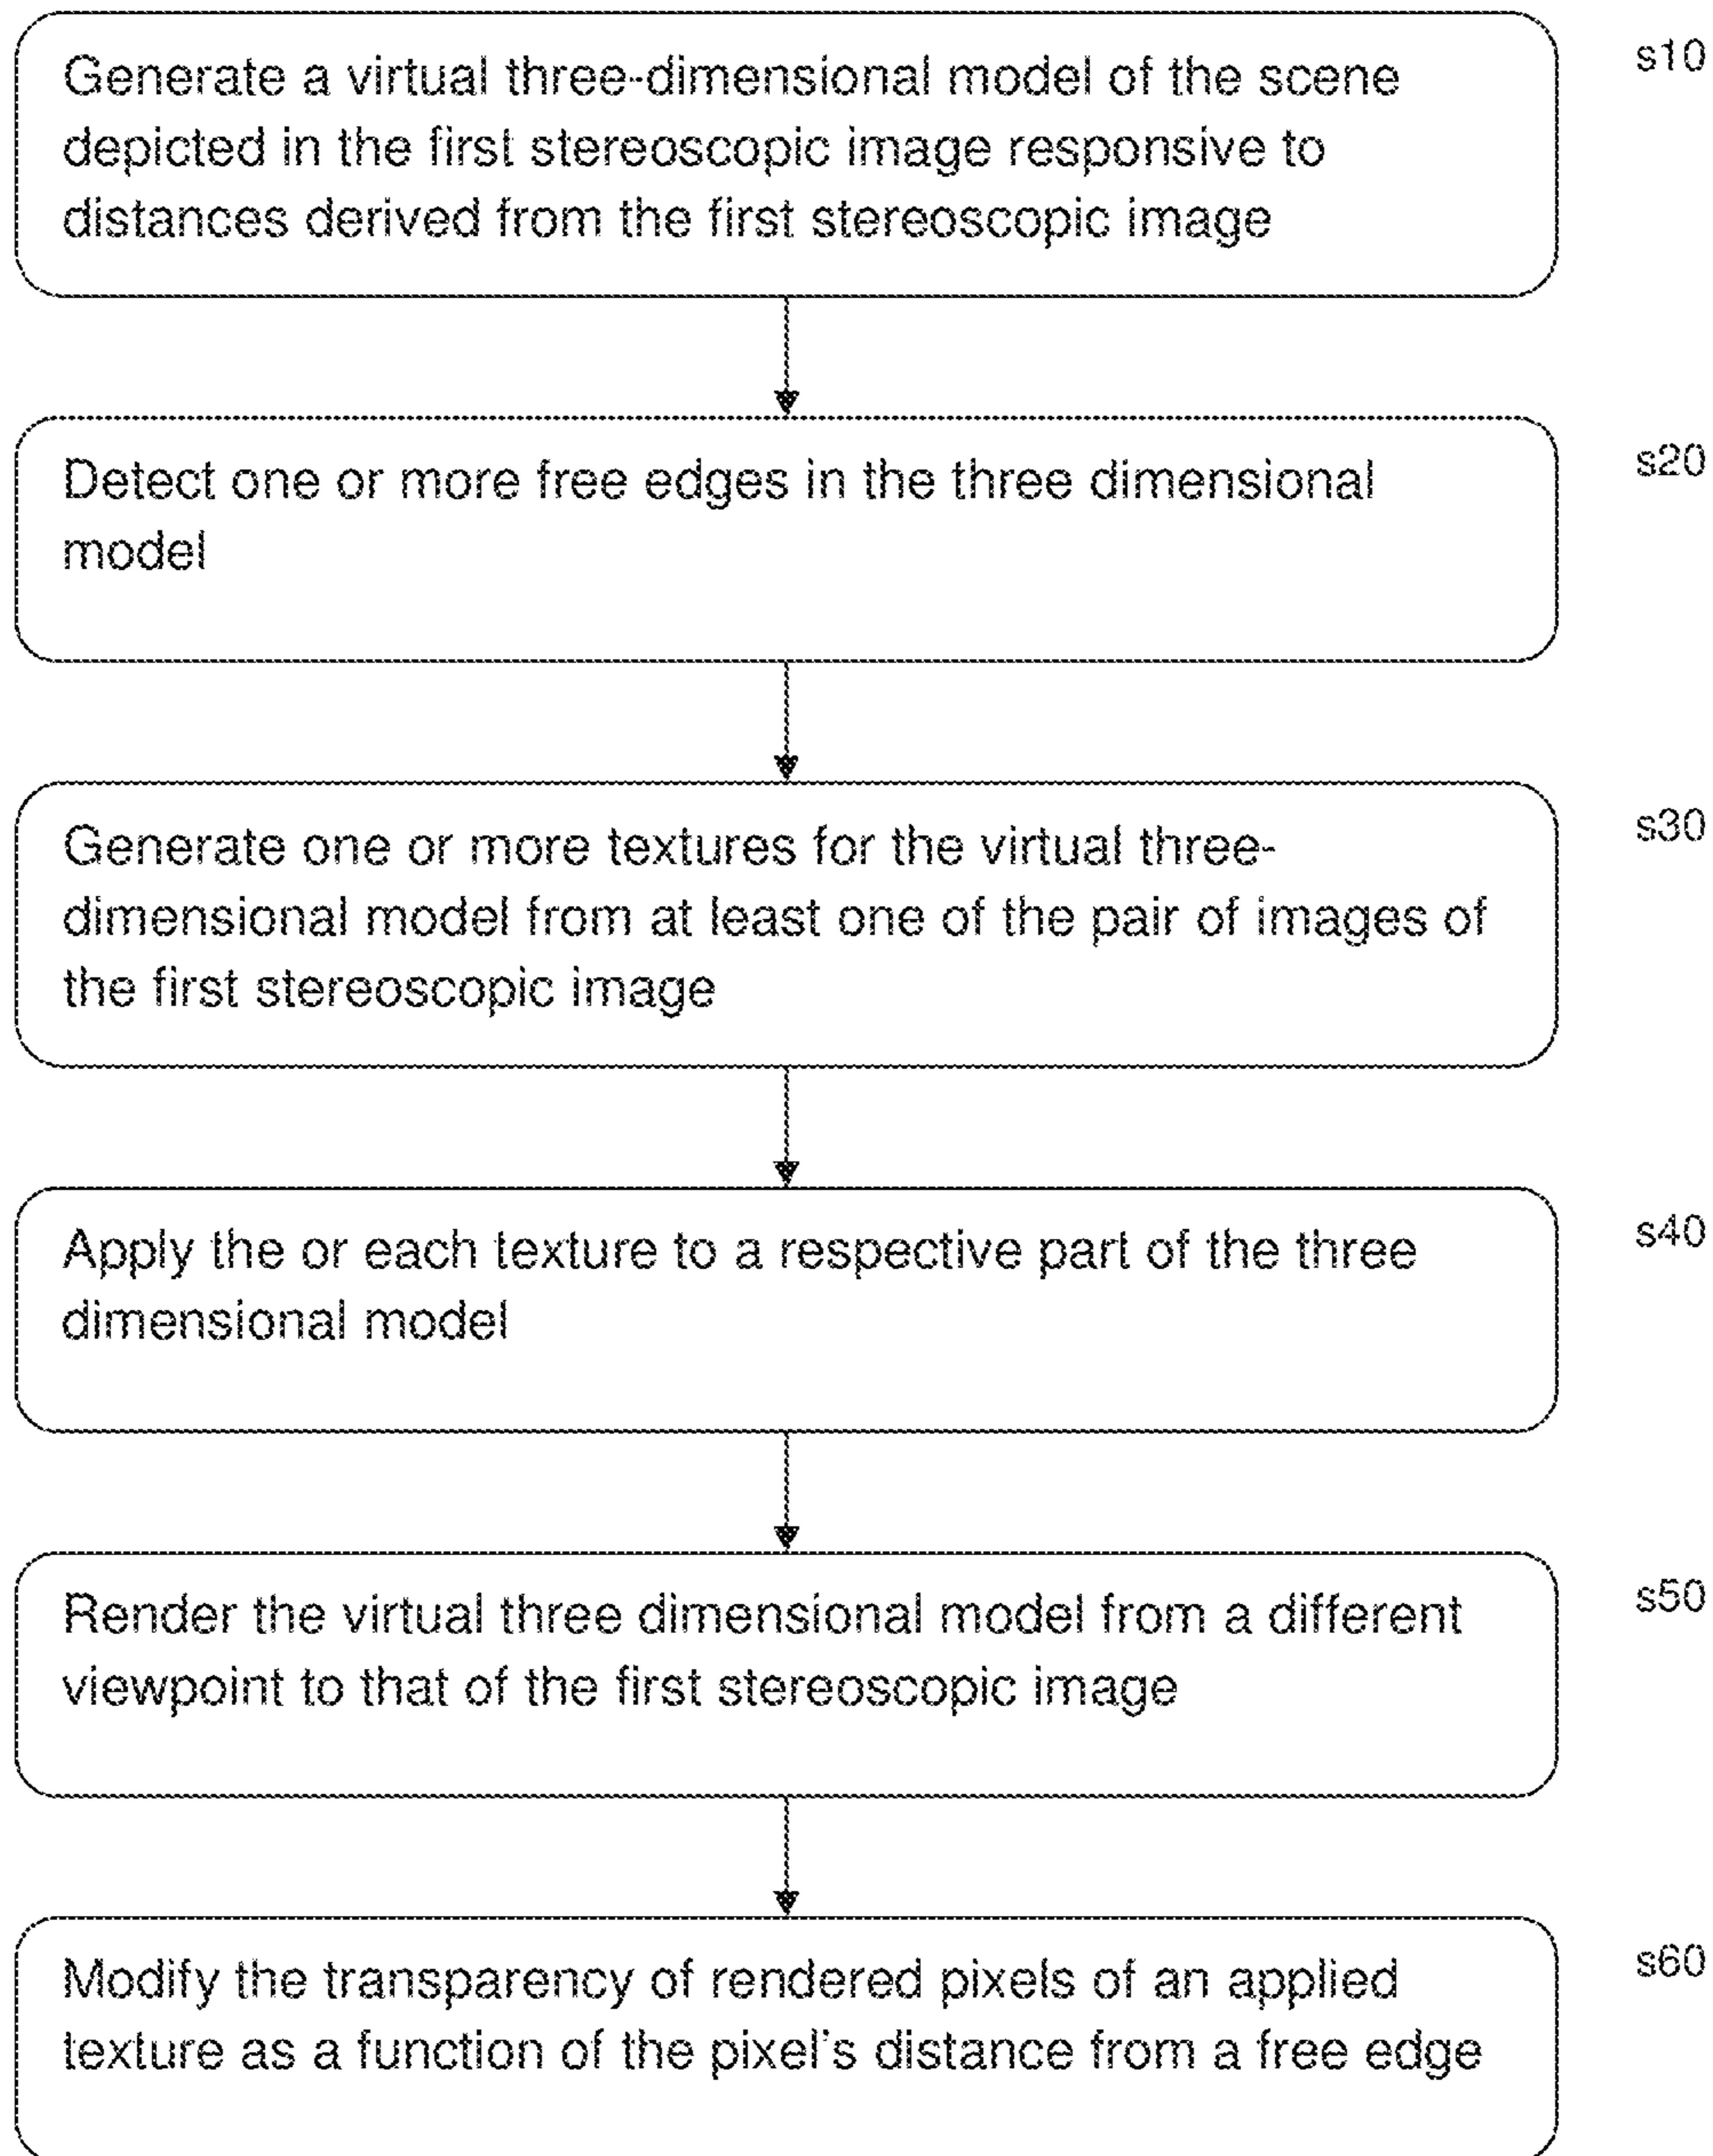 Generate a virtual three-dimensional model of the scene
depicted in the first stereoscopic image responsive to
distances derived from the first stereoscopic image
s10
Detect one or more free edges in the three dimensional
model
s20
Generate one or more textures for the virtual three-
dimensional model from at least one of the pair of images of
the first stereoscopic image
s30
Apply the or each texture to a respective part of the three
dimensional model
s40
Render the virtual three dimensional model from a different
viewpoint to that of the first stereoscopic image
s50
Modify the transparency of rendered pixels of an applied
texture as a function of the pixel's distance from a free edge
s60